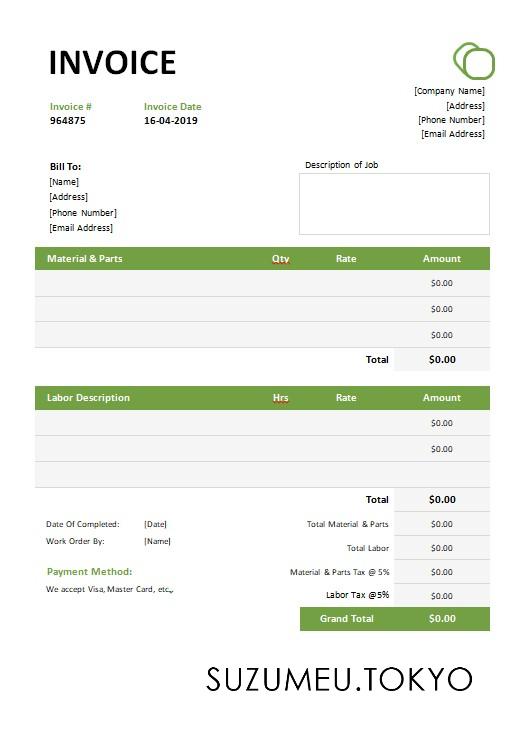 INVOICE
[Company Name]
Invoice # Invoice Date [Address]
964875 16-04-2019 [Phone Number]
[Email Address]
Bill To: Description of Job
[Name]
[Address]
[Phone Number]
[Email Address]
Material & Parts Qty Rate Amount
$0.00
$0.00
$0.00
Total $0.00
Labor Description Hrs Rate Amount
$0.00
$0.00
Total $0.00
Date Of Completed: [Date] Total Material & Parts $0.00
Work Order By: [Name]
Total Labor $0.00
Payment Method: Material & Parts Tax @ 5% $0.00
We accept Visa, Master Card, etc., Labor Tax @5% $0.00
Grand Total $0.00
SUZUMEU.TOKYO